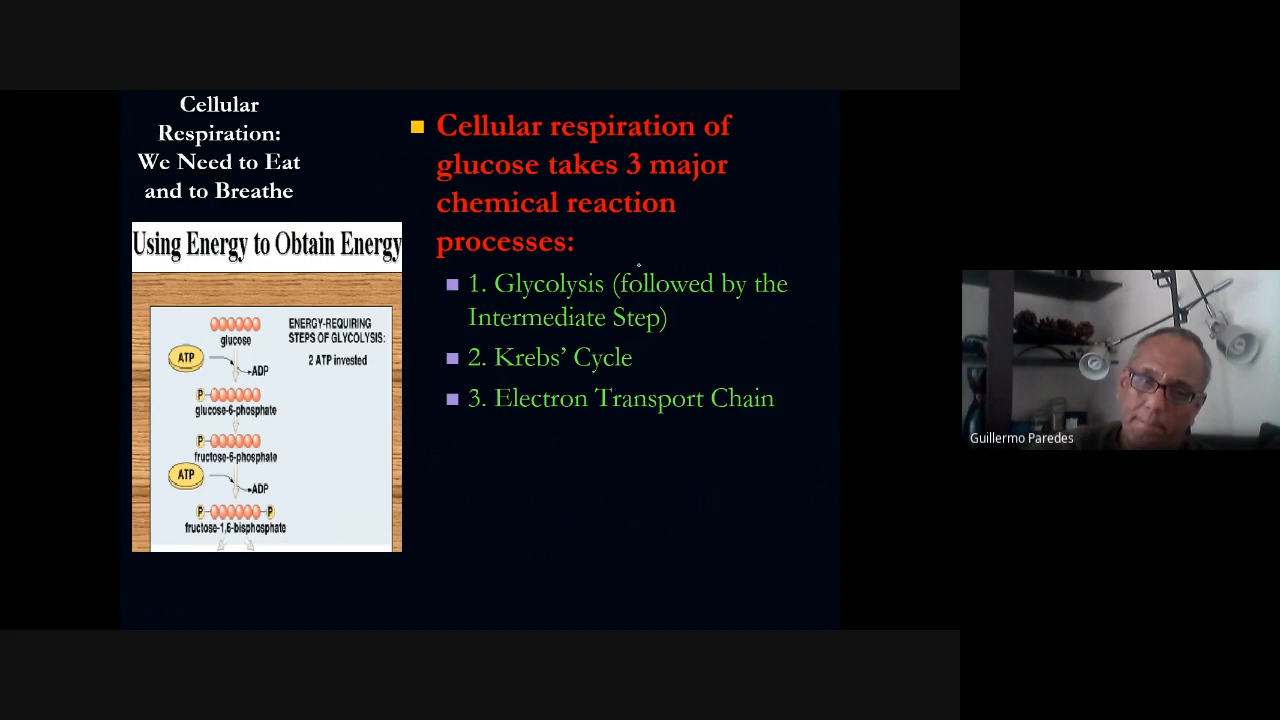 Cellular
Respiration:
We Need to Eat
and to Breathe
Using Energy to Obtain Energy
glucose
ENERGY-REQUIRING
STEPS OF GLYCOLYSIS:
2 ATP invested
ATP
ADP
P
glucose-6-phosphate
P
fructose-6-phosphate
ATP
ADP
P P
fructose-1,6-bisphosphate
Cellular respiration of
glucose takes 3 major
chemical reaction
processes:
1. Glycolysis (followed by the
Intermediate Step)
2. Krebs’ Cycle
3. Electron Transport Chain
Guillermo Paredes